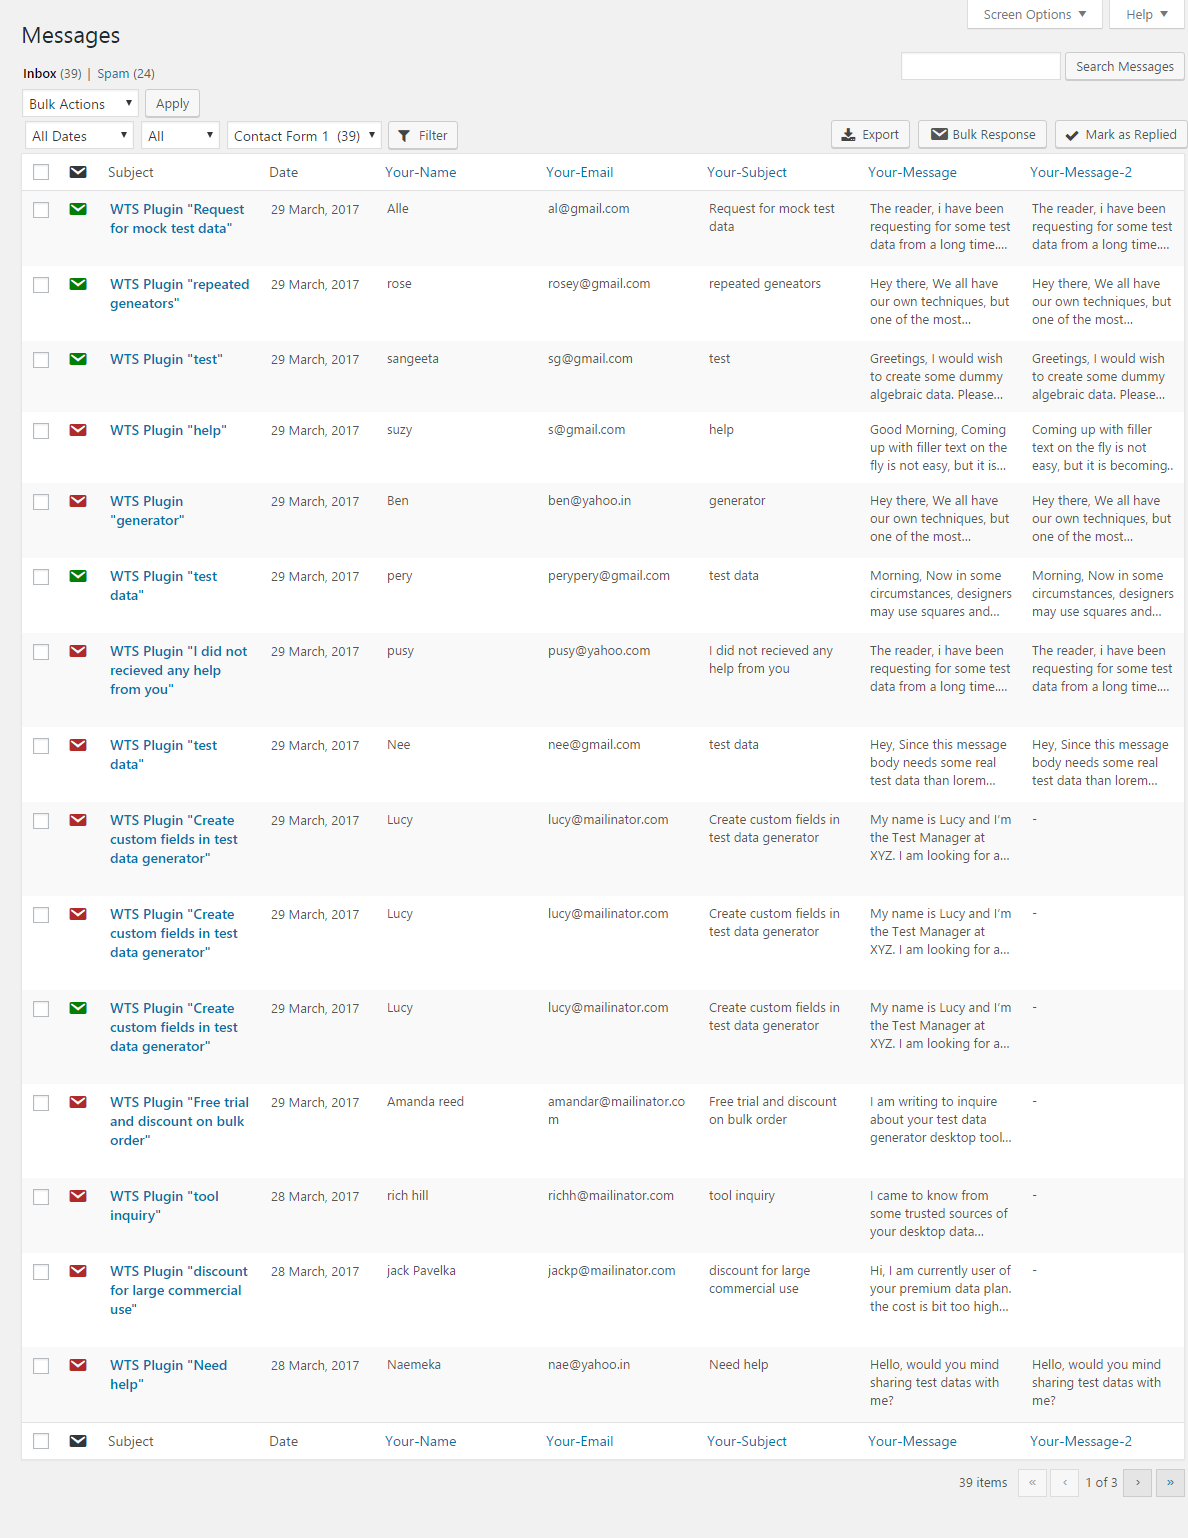 Screen Options ▼ Help ▼
Messages
Inbox (39) | Spam (24)
Search Messages
Bulk Actions ▼ Apply
All Dates ▼ All ▼ Contact Form 1 (39) ▼ Filter Export Bulk Response Mark as Replied
Subject Date Your-Name Your-Email Your-Subject Your-Message Your-Message-2
WTS Plugin "Request 29 March, 2017 Alle al@gmail.com Request for mock test The reader, i have been The reader, i have been
for mock test data" data requesting for some test requesting for some test
data from a long time.... data from a long time....
WTS Plugin "repeated 29 March, 2017 rose rosey@gmail.com repeated geneators Hey there, We all have Hey there, We all have
geneators" our own techniques, but our own techniques, but
one of the most... one of the most...
WTS Plugin "test" 29 March, 2017 sangeeta sg@gmail.com test Greetings, I would wish Greetings, I would wish
to create some dummy to create some dummy
algebraic data. Please... algebraic data. Please...
WTS Plugin "help" 29 March, 2017 suzy s@gmail.com help Good Morning, Coming Coming up with filler
up with filler text on the text on the fly is not
fly is not easy, but it is... easy, but it is becoming..
WTS Plugin 29 March, 2017 Ben ben@yahoo.in generator Hey there, We all have Hey there, We all have
"generator" our own techniques, but our own techniques, but
one of the most... one of the most...
WTS Plugin "test 29 March, 2017 pery perypery@gmail.com test data Morning, Now in some Morning, Now in some
data" circumstances, designers circumstances, designers
may use squares and... may use squares and...
WTS Plugin "I did not 29 March, 2017 pusy pusy@yahoo.com I did not recieved any The reader, i have been The reader, i have been
recieved any help help from you requesting for some test requesting for some test
from you" data from a long time.... data from a long time....
WTS Plugin "test 29 March, 2017 Nee nee@gmail.com test data Hey, Since this message Hey, Since this message
data" body needs some real body needs some real
test data than lorem... test data than lorem...
WTS Plugin "Create 29 March, 2017 Lucy lucy@mailinator.com Create custom fields in My name is Lucy and I'm -
custom fields in test test data generator the Test Manager at
data generator" XYZ. I am looking for a...
WTS Plugin "Create 29 March, 2017 Lucy lucy@mailinator.com Create custom fields in My name is Lucy and I'm -
custom fields in test test data generator the Test Manager at
data generator" XYZ. I am looking for a...
WTS Plugin "Create 29 March, 2017 Lucy lucy@mailinator.com Create custom fields in My name is Lucy and I'm -
custom fields in test test data generator the Test Manager at
data generator" XYZ. I am looking for a...
WTS Plugin "Free trial 29 March, 2017 Amanda reed amandar@mailinator.co Free trial and discount I am writing to inquire -
and discount on bulk m on bulk order about your test data
order" generator desktop tool...
WTS Plugin "tool 28 March, 2017 rich hill richh@mailinator.com tool inquiry I came to know from -
inquiry" some trusted sources of
your desktop data...
WTS Plugin "discount 28 March, 2017 jack Pavelka jackp@mailinator.com discount for large Hi, I am currently user of -
for large commercial commercial use your premium data plan.
use" the cost is bit too high...
WTS Plugin "Need 28 March, 2017 Naemeka nae@yahoo.in Need help Hello, would you mind Hello, would you mind
help" sharing test datas with sharing test datas with
me? me?
Subject Date Your-Name Your-Email Your-Subject Your-Message Your-Message-2
39 items « ‹ 1 of 3 › »